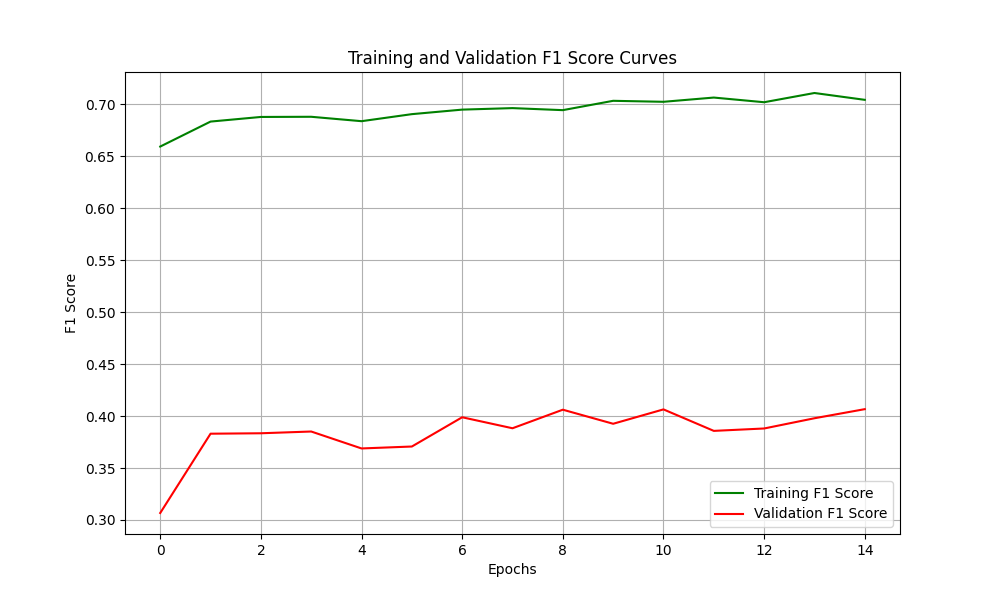 Training and Validation F1 Score Curves
F1 Score
0.70
0.65
0.60
0.55
0.50
0.45
0.40
0.35
0.30
Training F1 Score
Validation F1 Score
0 2 4 6 8 10 12 14
Epochs